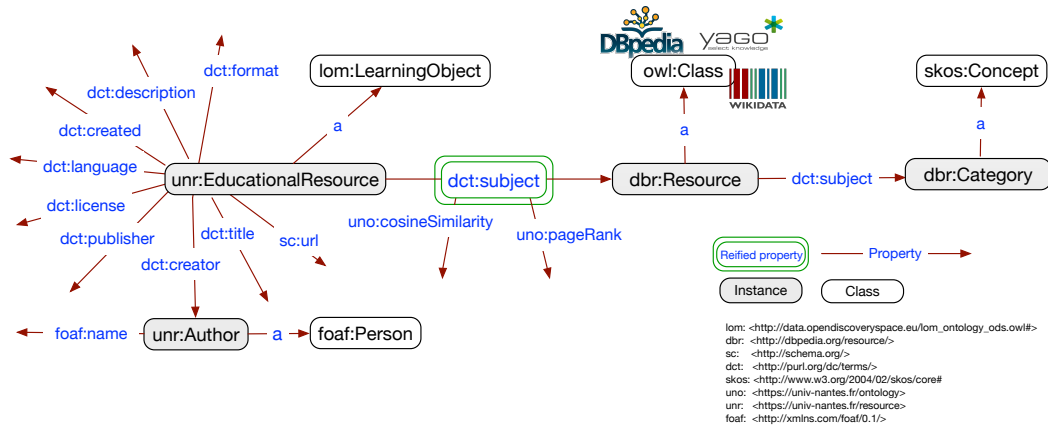 DBpedia
yago
select knowledge
WIKIDATA
dct:format
lom:LearningObject
owl:Class
skos:Concept
dct:description
dct:created
a
a
a
dct:language
unr:EducationalResource
dct:subject
dbr:Resource
dct:subject
dbr:Category
dct:license
dct:publisher
dct:title
sc:url
uno:cosineSimilarity
uno:pageRank
dct:creator
Reified property
Property
Instance
Class
foaf:name
unr:Author
a
foaf:Person
lom: <http://data.opendiscoveryspace.eu/lom_ontology_ods.owl#>
dbr: <http://dbpedia.org/resource/>
sc: <http://schema.org/>
dct: <http://purl.org/dc/terms/>
skos: <http://www.w3.org/2004/02/skos/core#
uno: <https://univ-nantes.fr/ontology>
unr: <https://univ-nantes.fr/resource>
foaf: <http://xmlns.com/foaf/0.1/>